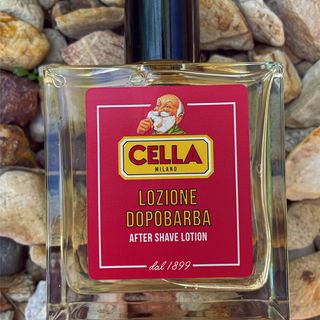 CELLA
MILANO
LOZIONE
DOPOBARBA
AFTER SHAVE LOTION
dal 1899